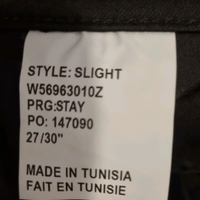 STYLE: SLIGHT
W56963010Z
PRG:STAY
PO: 147090
27/30"
MADE IN TUNISIA
FAIT EN TUNISIE